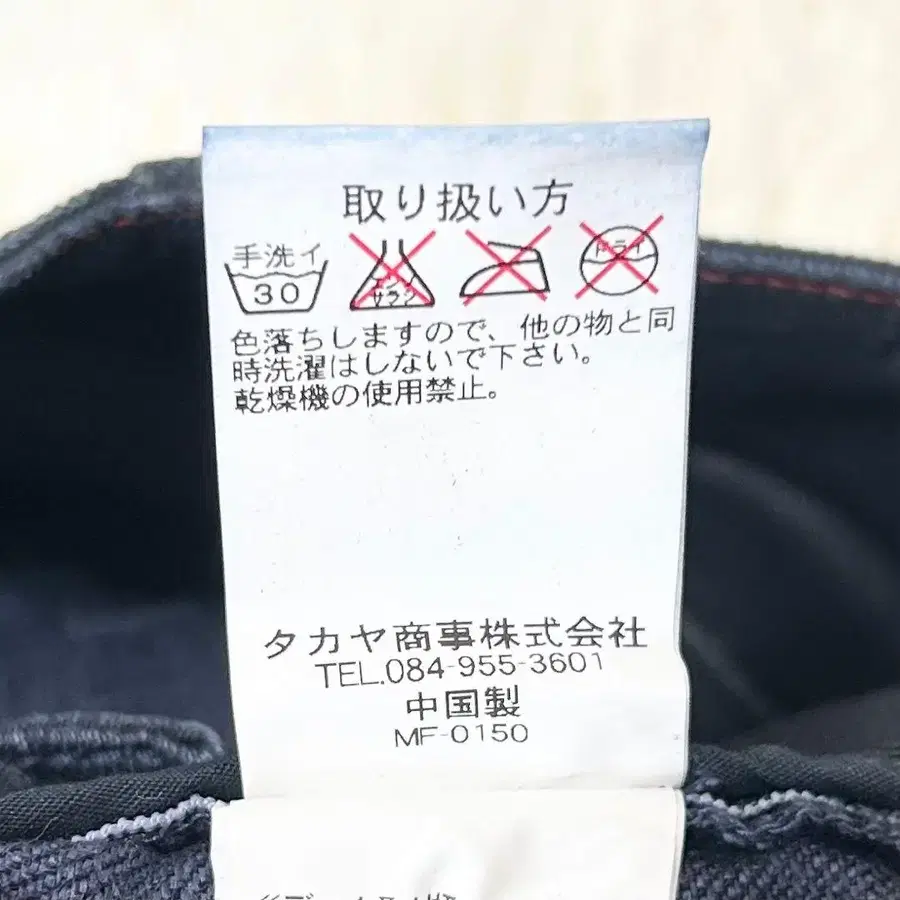 取り扱い方
手洗イ
30
エンソ
サラシ
ドライ
色落ちしますので、他の物と同
時洗濯はしないで下さい。
乾燥機の使用禁止。
タカヤ商事株式会社
TEL.084-955-3601
中国製
MF-0150